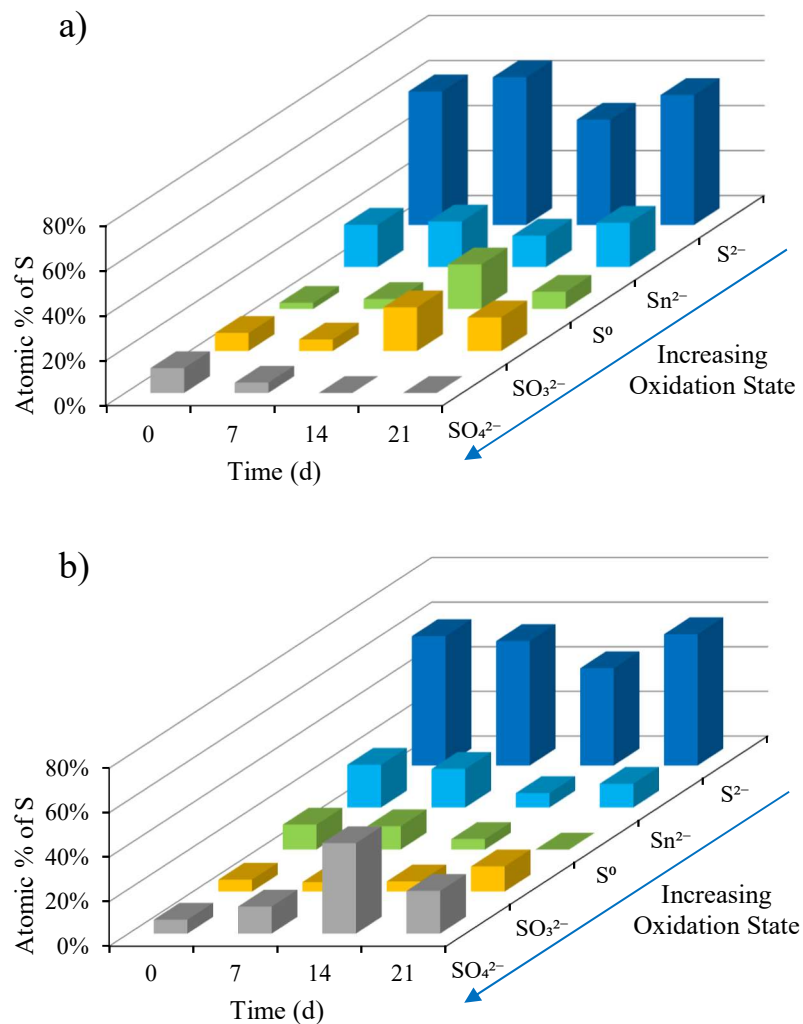 a)
80%
60%
40%
20%
0%
Atomic % of S
0 7 14 21
Time (d)
S²⁻
Sn²⁻
S⁰
SO₃²⁻
SO₄²⁻
Increasing
Oxidation State
b)
80%
60%
40%
20%
0%
Atomic % of S
0 7 14 21
Time (d)
S²⁻
Sn²⁻
S⁰
SO₃²⁻
SO₄²⁻
Increasing
Oxidation State